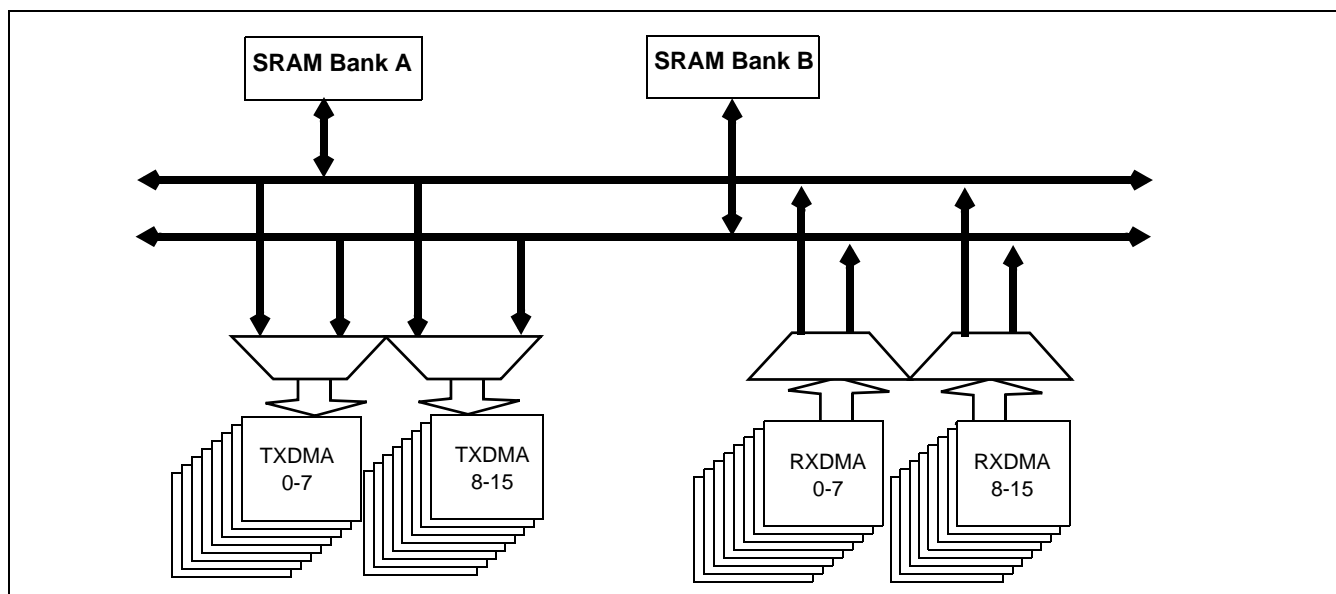 SRAM Bank A
SRAM Bank B
TXDMA
0-7
TXDMA
8-15
RXDMA
0-7
RXDMA
8-15